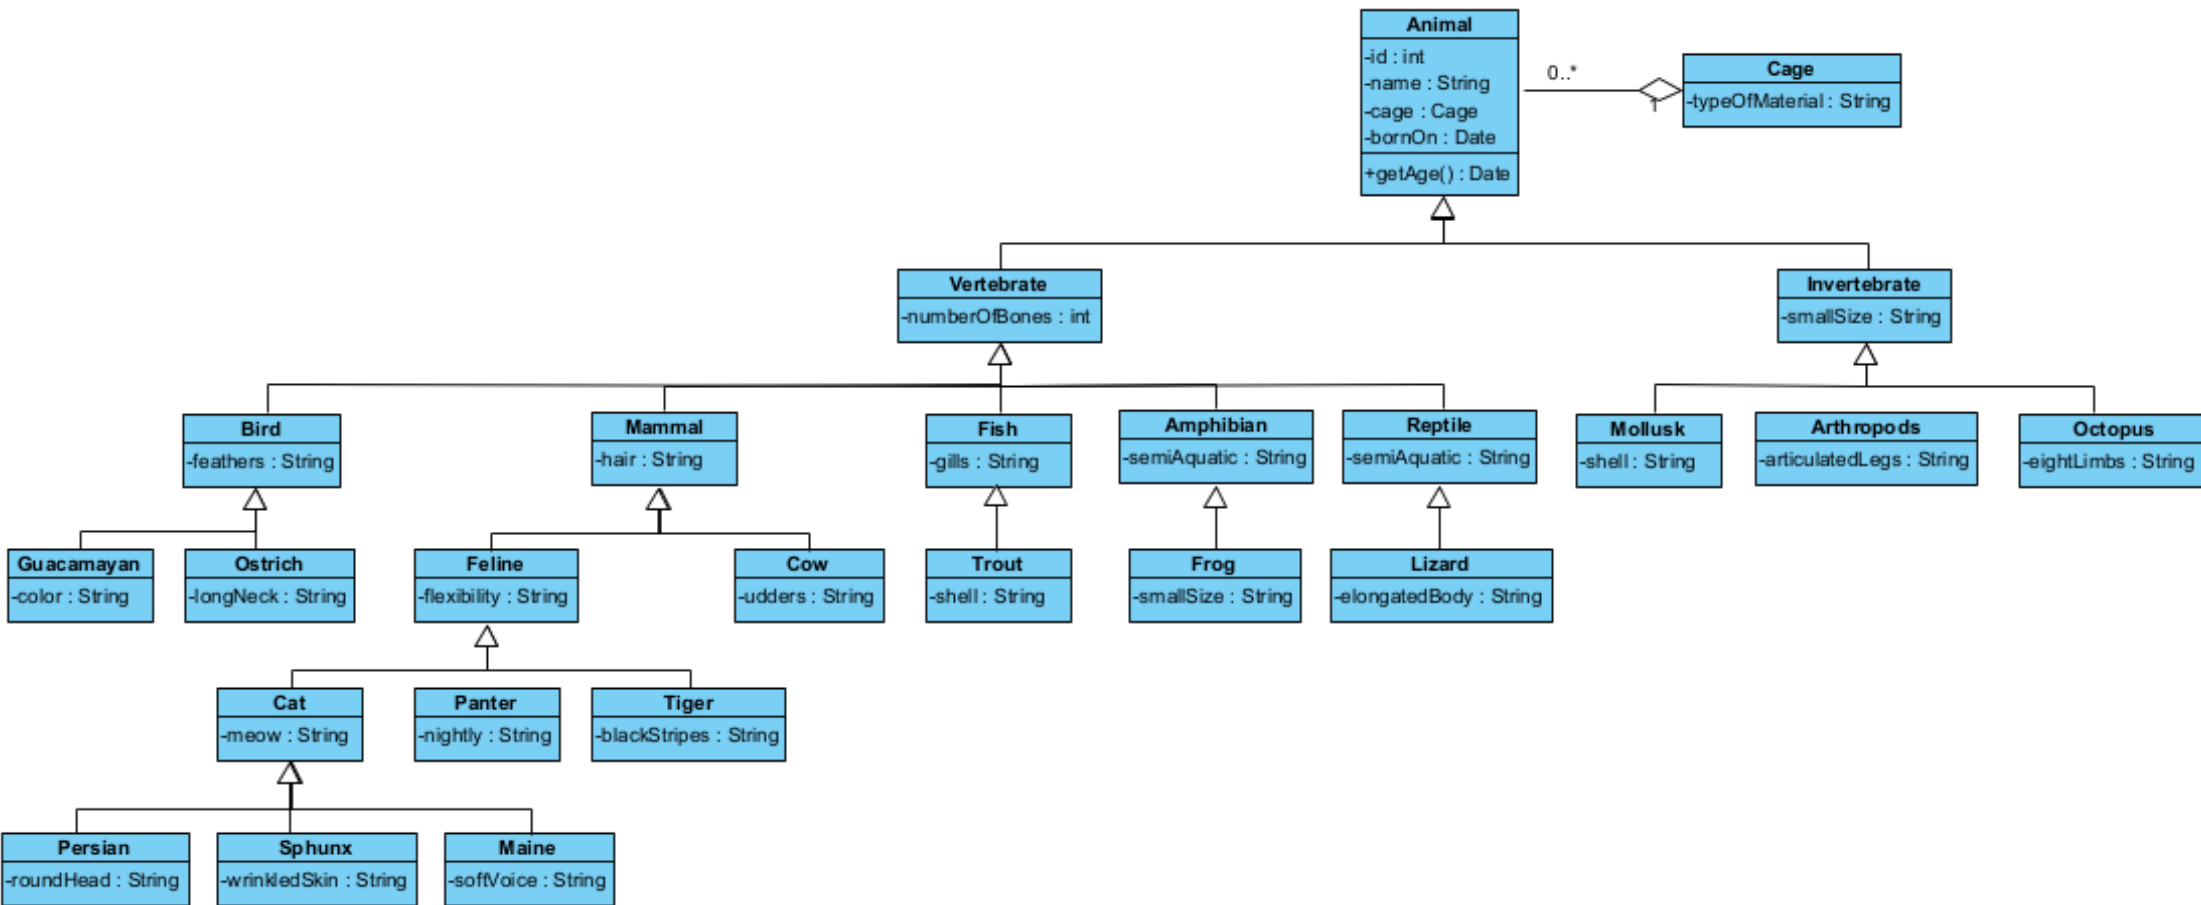 Animal
-id : int
-name : String
-cage : Cage
-bornOn : Date
+getAge() : Date
0..*
1
Cage
-typeOfMaterial : String
Vertebrate
-numberOfBones : int
Invertebrate
-smallSize : String
Bird
-feathers : String
Mammal
-hair : String
Fish
-gills : String
Amphibian
-semiAquatic : String
Reptile
-semiAquatic : String
Mollusk
-shell : String
Arthropods
-articulatedLegs : String
Octopus
-eightLimbs : String
Guacamayan
-color : String
Ostrich
-longNeck : String
Feline
-flexibility : String
Cow
-udders : String
Trout
-shell : String
Frog
-smallSize : String
Lizard
-elongatedBody : String
Cat
-meow : String
Panter
-nightly : String
Tiger
-blackStripes : String
Persian
-roundHead : String
Sphunx
-wrinkledSkin : String
Maine
-softVoice : String